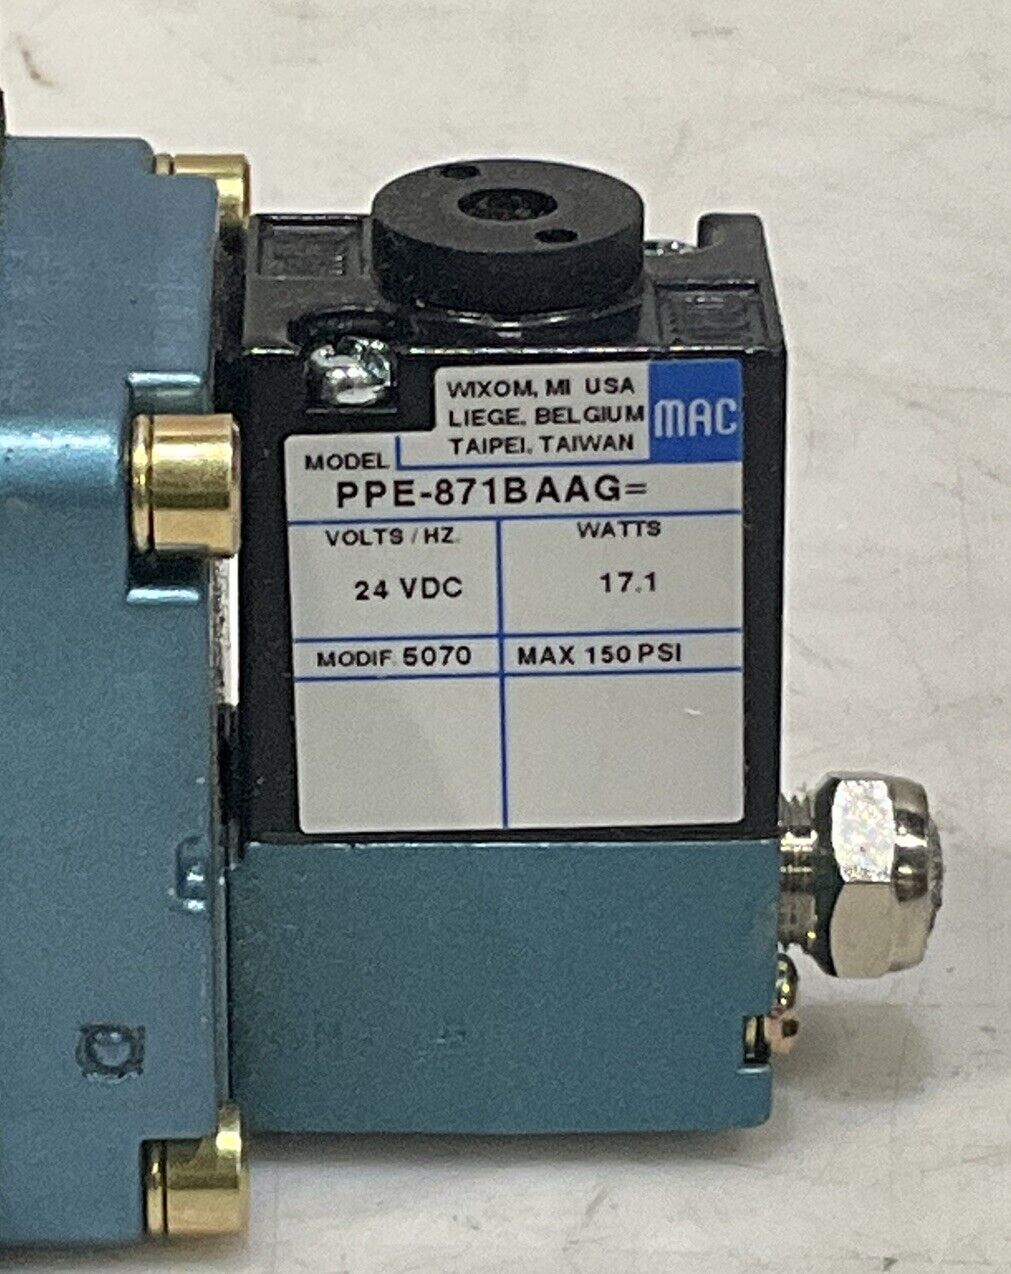 WIXOM, MI USA
LIEGE, BELGIUM
TAIPEI, TAIWAN
MAC
MODEL
PPE-871BAAG=
VOLTS / HZ.
WATTS
24 VDC
17.1
MODIF. 5070
MAX 150 PSI